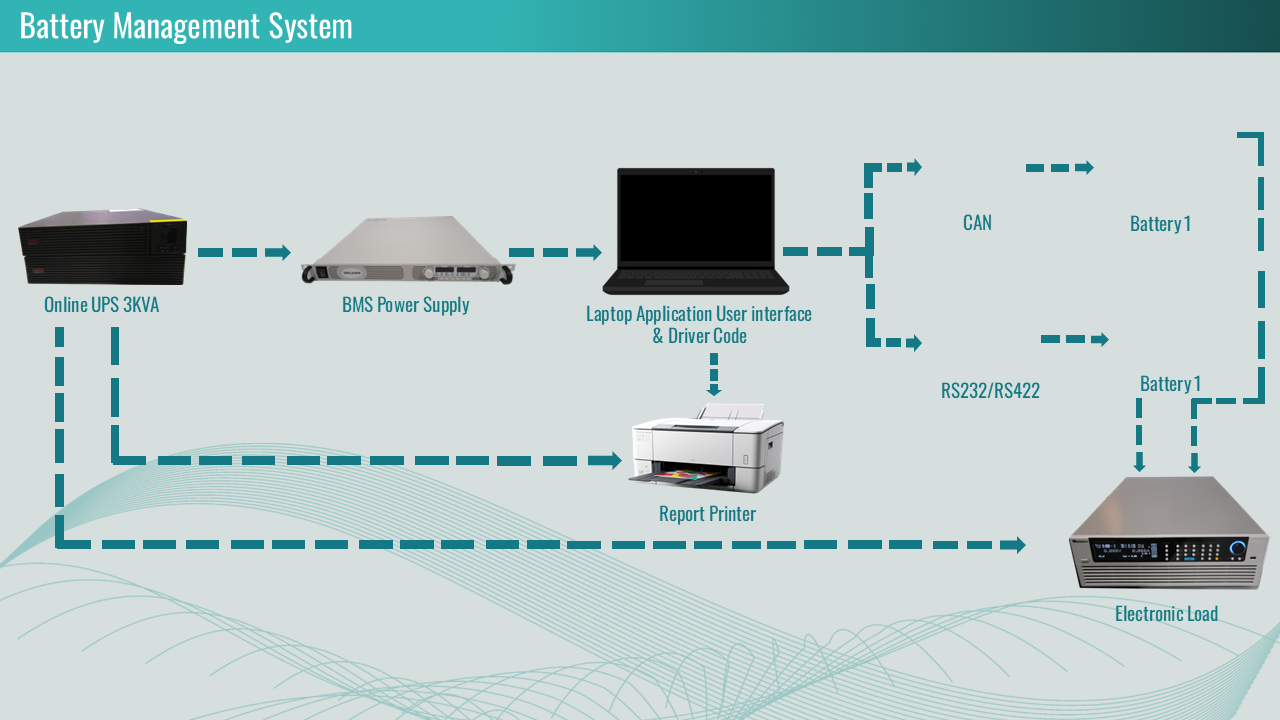 Battery Management System
CAN
Battery 1
Online UPS 3KVA
BMS Power Supply
Laptop Application User interface
& Driver Code
RS232/RS422
Battery 1
Report Printer
Electronic Load